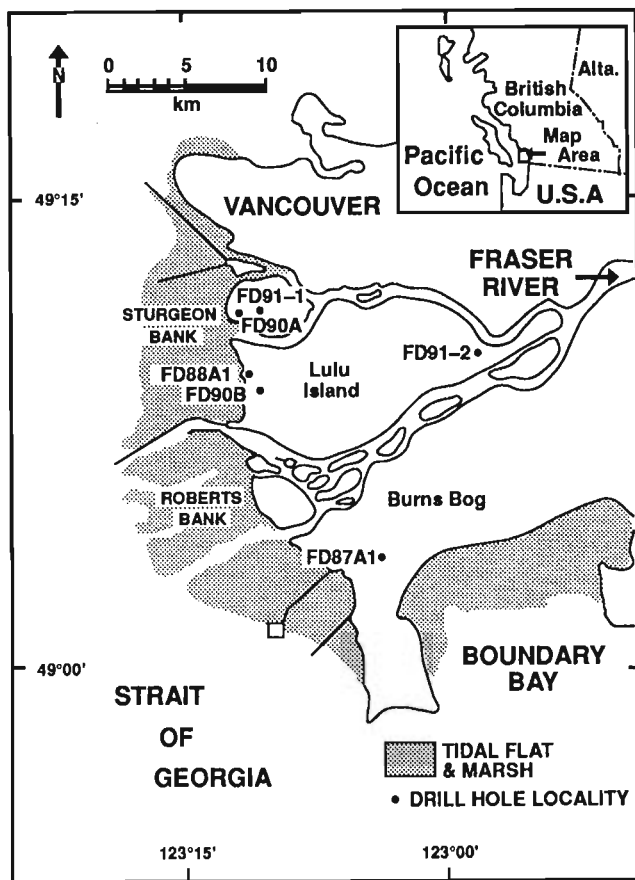 N
0 5 10
km
Alta.
British
Columbia
Map
Area
Pacific
Ocean
U.S.A
49°15'
VANCOUVER
FRASER
RIVER
FD91–1
FD90A
STURGEON
BANK
FD91–2
Lulu
Island
FD88A1
FD90B
ROBERTS
BANK
Burns Bog
FD87A1
49°00'
BOUNDARY
BAY
STRAIT
OF
GEORGIA
TIDAL FLAT
& MARSH
• DRILL HOLE LOCALITY
123°15'
123°00'